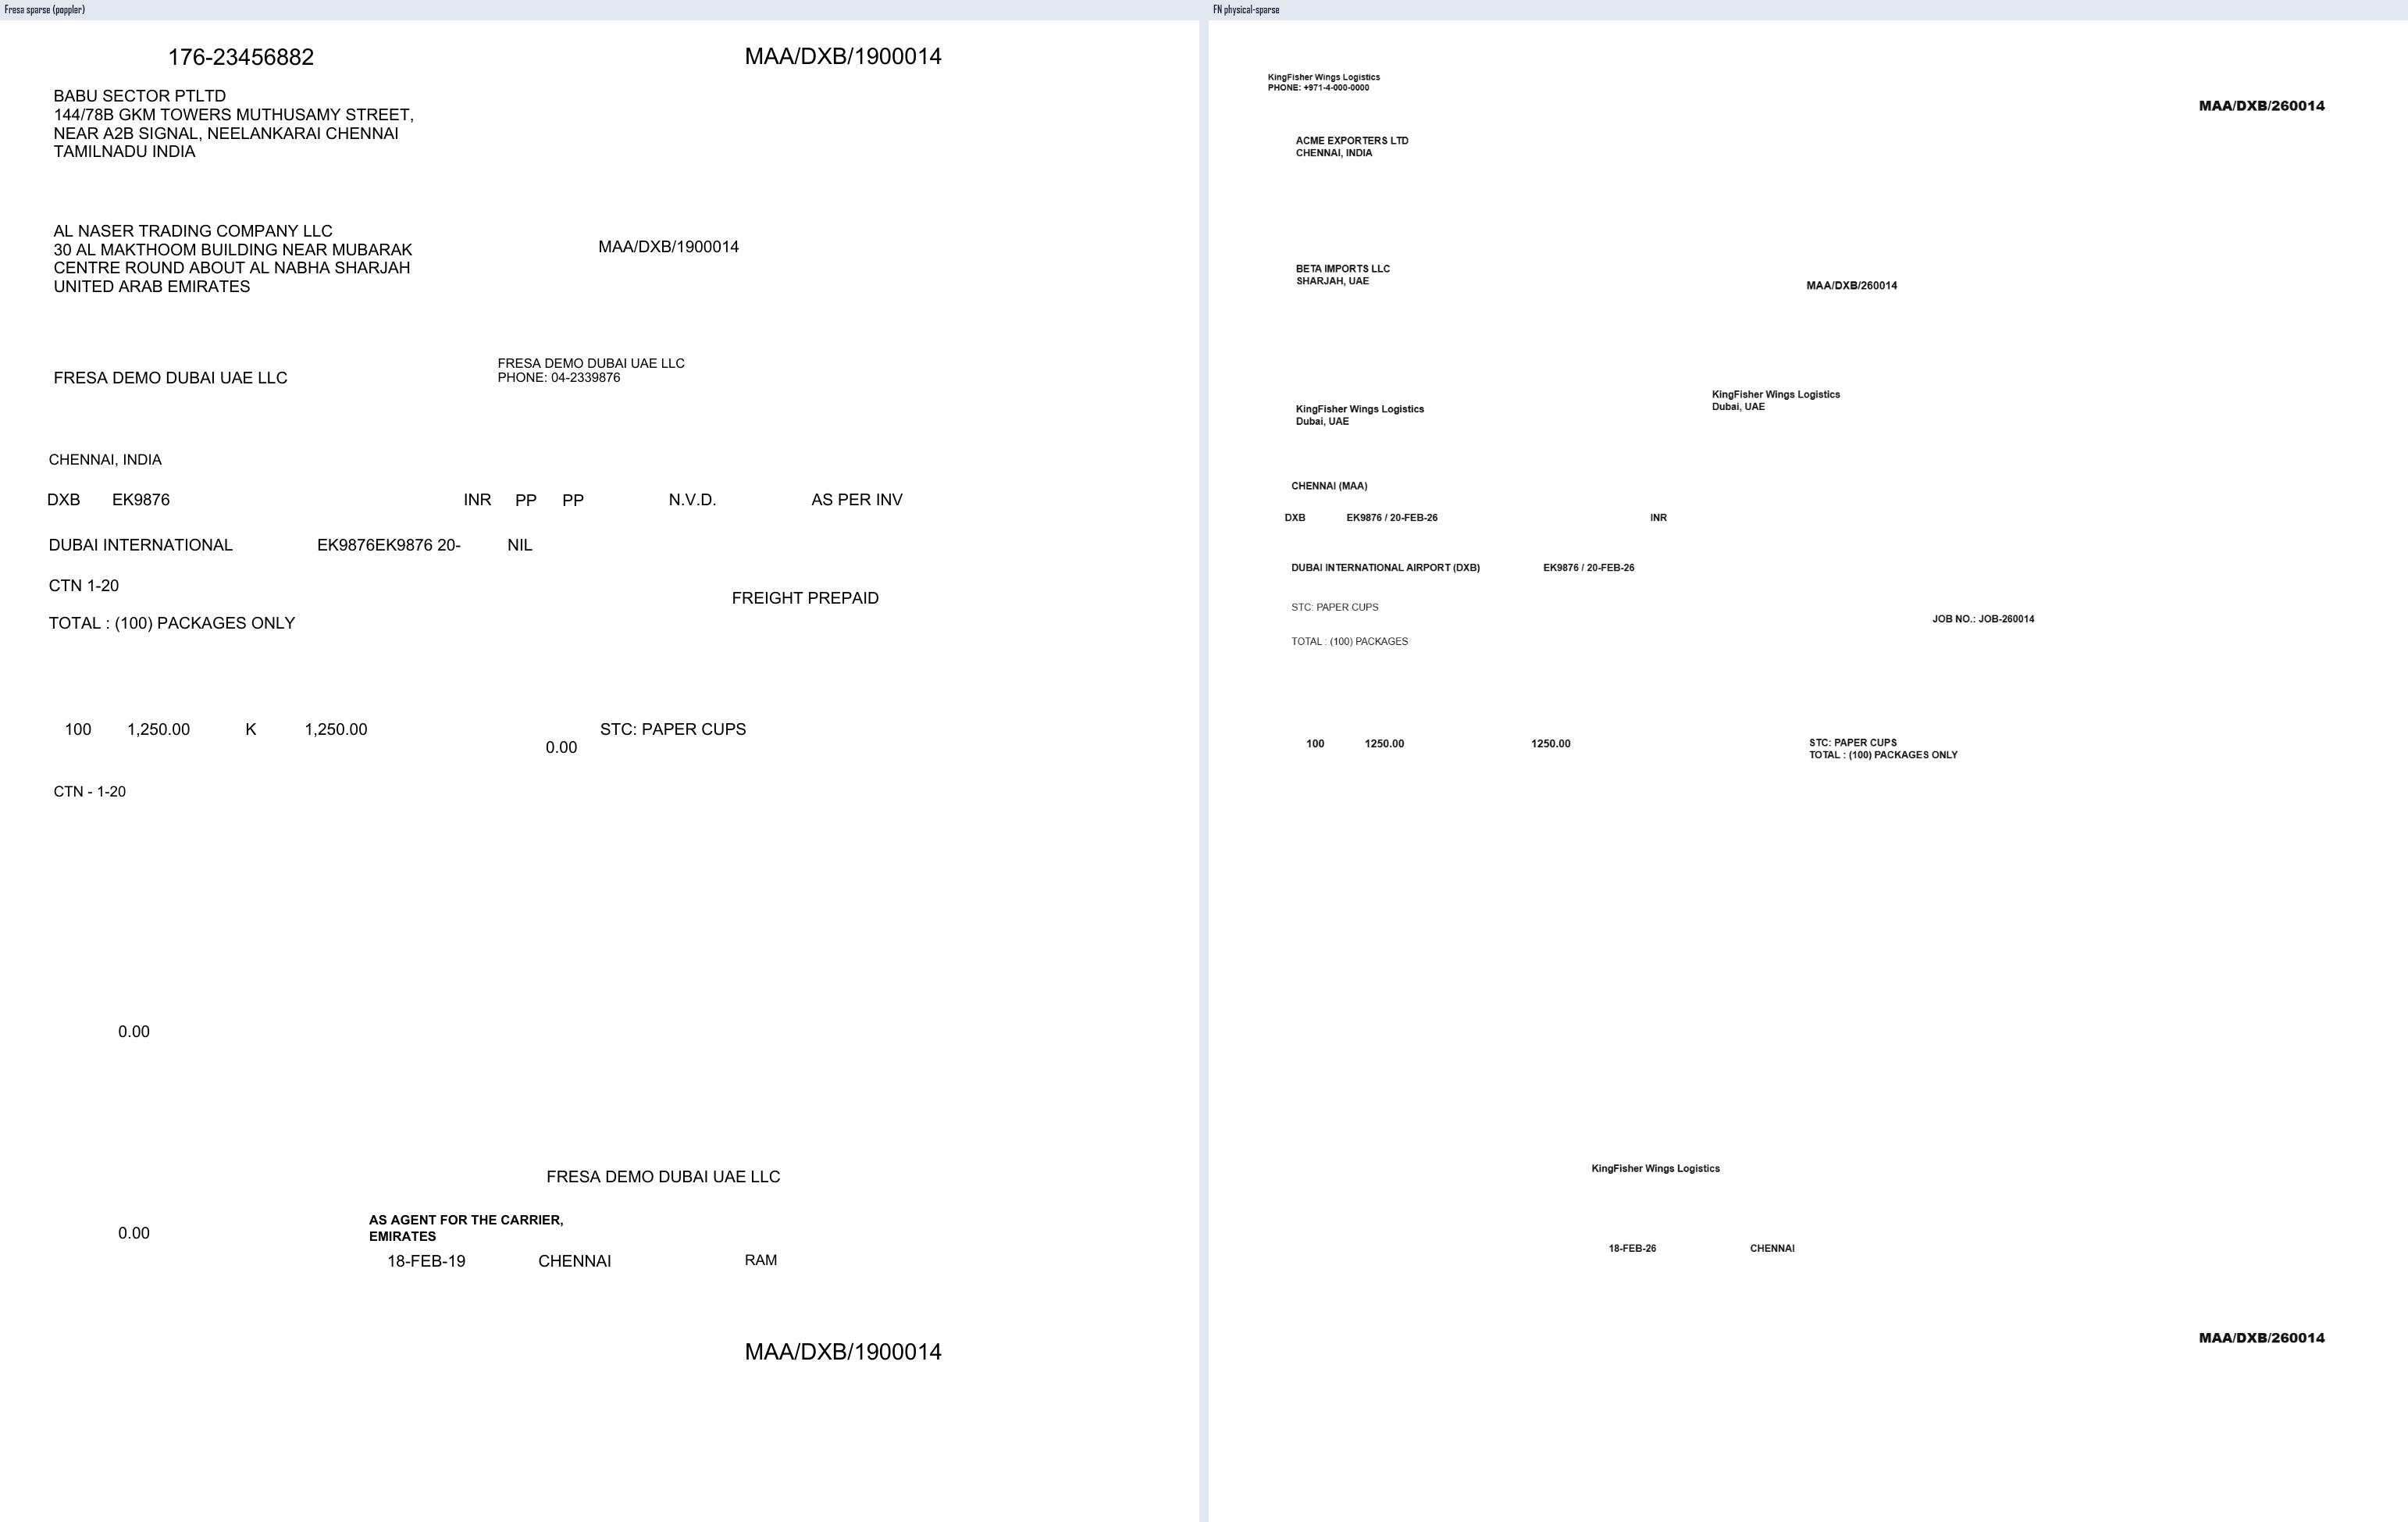 Fresa sparse (poppler)
176-23456882 MAA/DXB/1900014
BABU SECTOR PTLTD
144/78B GKM TOWERS MUTHUSAMY STREET,
NEAR A2B SIGNAL, NEELANKARAI CHENNAI
TAMILNADU INDIA
AL NASER TRADING COMPANY LLC
30 AL MAKTHOOM BUILDING NEAR MUBARAK
CENTRE ROUND ABOUT AL NABHA SHARJAH
UNITED ARAB EMIRATES
MAA/DXB/1900014
FRESA DEMO DUBAI UAE LLC
FRESA DEMO DUBAI UAE LLC
PHONE: 04-2339876
CHENNAI, INDIA
DXB EK9876 INR PP PP N.V.D. AS PER INV
DUBAI INTERNATIONAL EK9876EK9876 20- NIL
CTN 1-20
FREIGHT PREPAID
TOTAL : (100) PACKAGES ONLY
100 1,250.00 K 1,250.00 STC: PAPER CUPS
0.00
CTN - 1-20
0.00
FRESA DEMO DUBAI UAE LLC
AS AGENT FOR THE CARRIER,
EMIRATES
0.00
18-FEB-19 CHENNAI RAM
MAA/DXB/1900014
FN physical-sparse
KingFisher Wings Logistics
PHONE: +971-4-000-0000
MAA/DXB/260014
ACME EXPORTERS LTD
CHENNAI, INDIA
BETA IMPORTS LLC
SHARJAH, UAE
MAA/DXB/260014
KingFisher Wings Logistics
Dubai, UAE
KingFisher Wings Logistics
Dubai, UAE
CHENNAI (MAA)
DXB EK9876 / 20-FEB-26 INR
DUBAI INTERNATIONAL AIRPORT (DXB) EK9876 / 20-FEB-26
STC: PAPER CUPS
JOB NO.: JOB-260014
TOTAL : (100) PACKAGES
100 1250.00 1250.00 STC: PAPER CUPS
TOTAL : (100) PACKAGES ONLY
KingFisher Wings Logistics
18-FEB-26 CHENNAI
MAA/DXB/260014